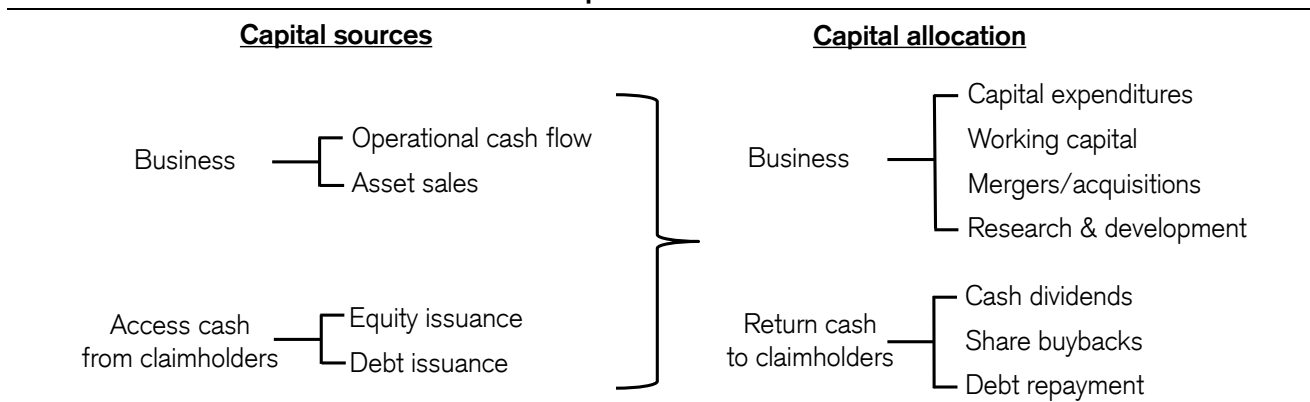 Capital sources
Business
Operational cash flow
Asset sales
Access cash
from claimholders
Equity issuance
Debt issuance
Capital allocation
Business
Capital expenditures
Working capital
Mergers/acquisitions
Research & development
Return cash
to claimholders
Cash dividends
Share buybacks
Debt repayment